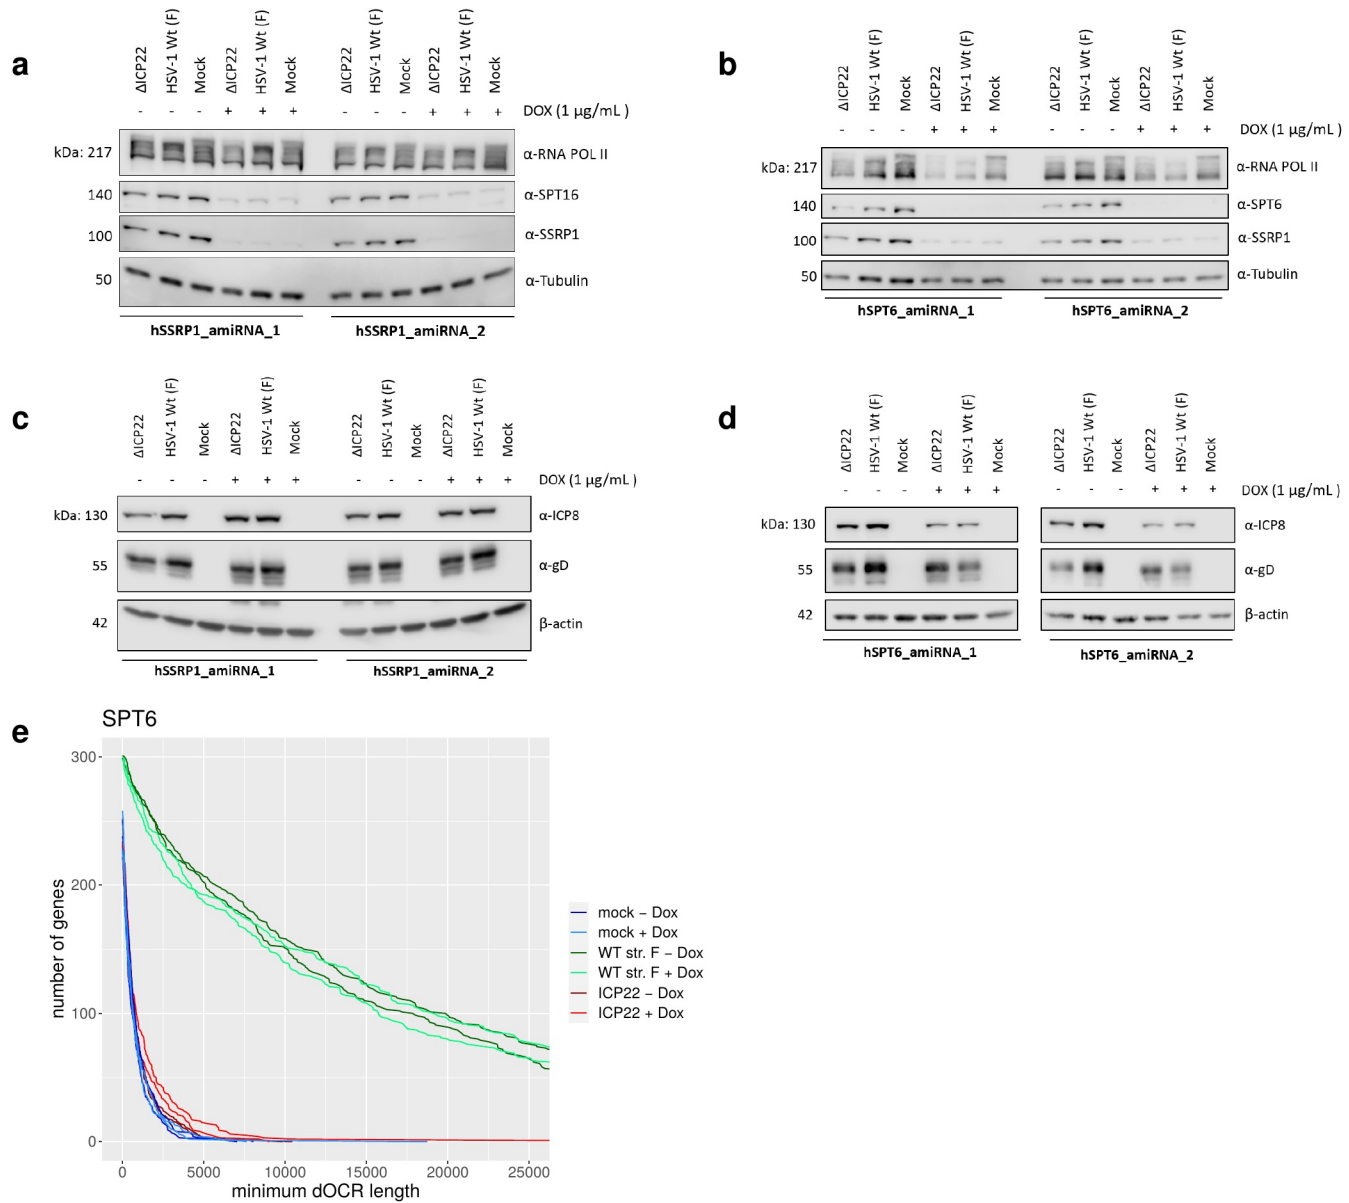 a
ΔICP22
HSV-1 Wt (F)
Mock
ΔICP22
HSV-1 Wt (F)
Mock
ΔICP22
HSV-1 Wt (F)
Mock
ΔICP22
HSV-1 Wt (F)
Mock
- - - + + + - - - + + + DOX (1 µg/mL )
kDa: 217 α-RNA POL II
140 α-SPT16
100 α-SSRP1
50 α-Tubulin
hSSRP1_amiRNA_1 hSSRP1_amiRNA_2
b
ΔICP22
HSV-1 Wt (F)
Mock
ΔICP22
HSV-1 Wt (F)
Mock
ΔICP22
HSV-1 Wt (F)
Mock
ΔICP22
HSV-1 Wt (F)
Mock
- - - + + + - - - + + + DOX (1 µg/mL )
kDa: 217 α-RNA POL II
140 α-SPT6
100 α-SSRP1
50 α-Tubulin
hSPT6_amiRNA_1 hSPT6_amiRNA_2
c
ΔICP22
HSV-1 Wt (F)
Mock
ΔICP22
HSV-1 Wt (F)
Mock
ΔICP22
HSV-1 Wt (F)
Mock
ΔICP22
HSV-1 Wt (F)
Mock
- - - + + + - - - + + + DOX (1 µg/mL )
kDa: 130 α-ICP8
55 α-gD
42 β-actin
hSSRP1_amiRNA_1 hSSRP1_amiRNA_2
d
ΔICP22
HSV-1 Wt (F)
Mock
ΔICP22
HSV-1 Wt (F)
Mock
ΔICP22
HSV-1 Wt (F)
Mock
ΔICP22
HSV-1 Wt (F)
Mock
- - - + + + - - - + + + DOX (1 µg/mL )
kDa: 130 α-ICP8
55 α-gD
42 β-actin
hSPT6_amiRNA_1 hSPT6_amiRNA_2
e
SPT6
number of genes
300
200
100
0
0 5000 10000 15000 20000 25000
minimum dOCR length
mock − Dox
mock + Dox
WT str. F − Dox
WT str. F + Dox
ICP22 − Dox
ICP22 + Dox